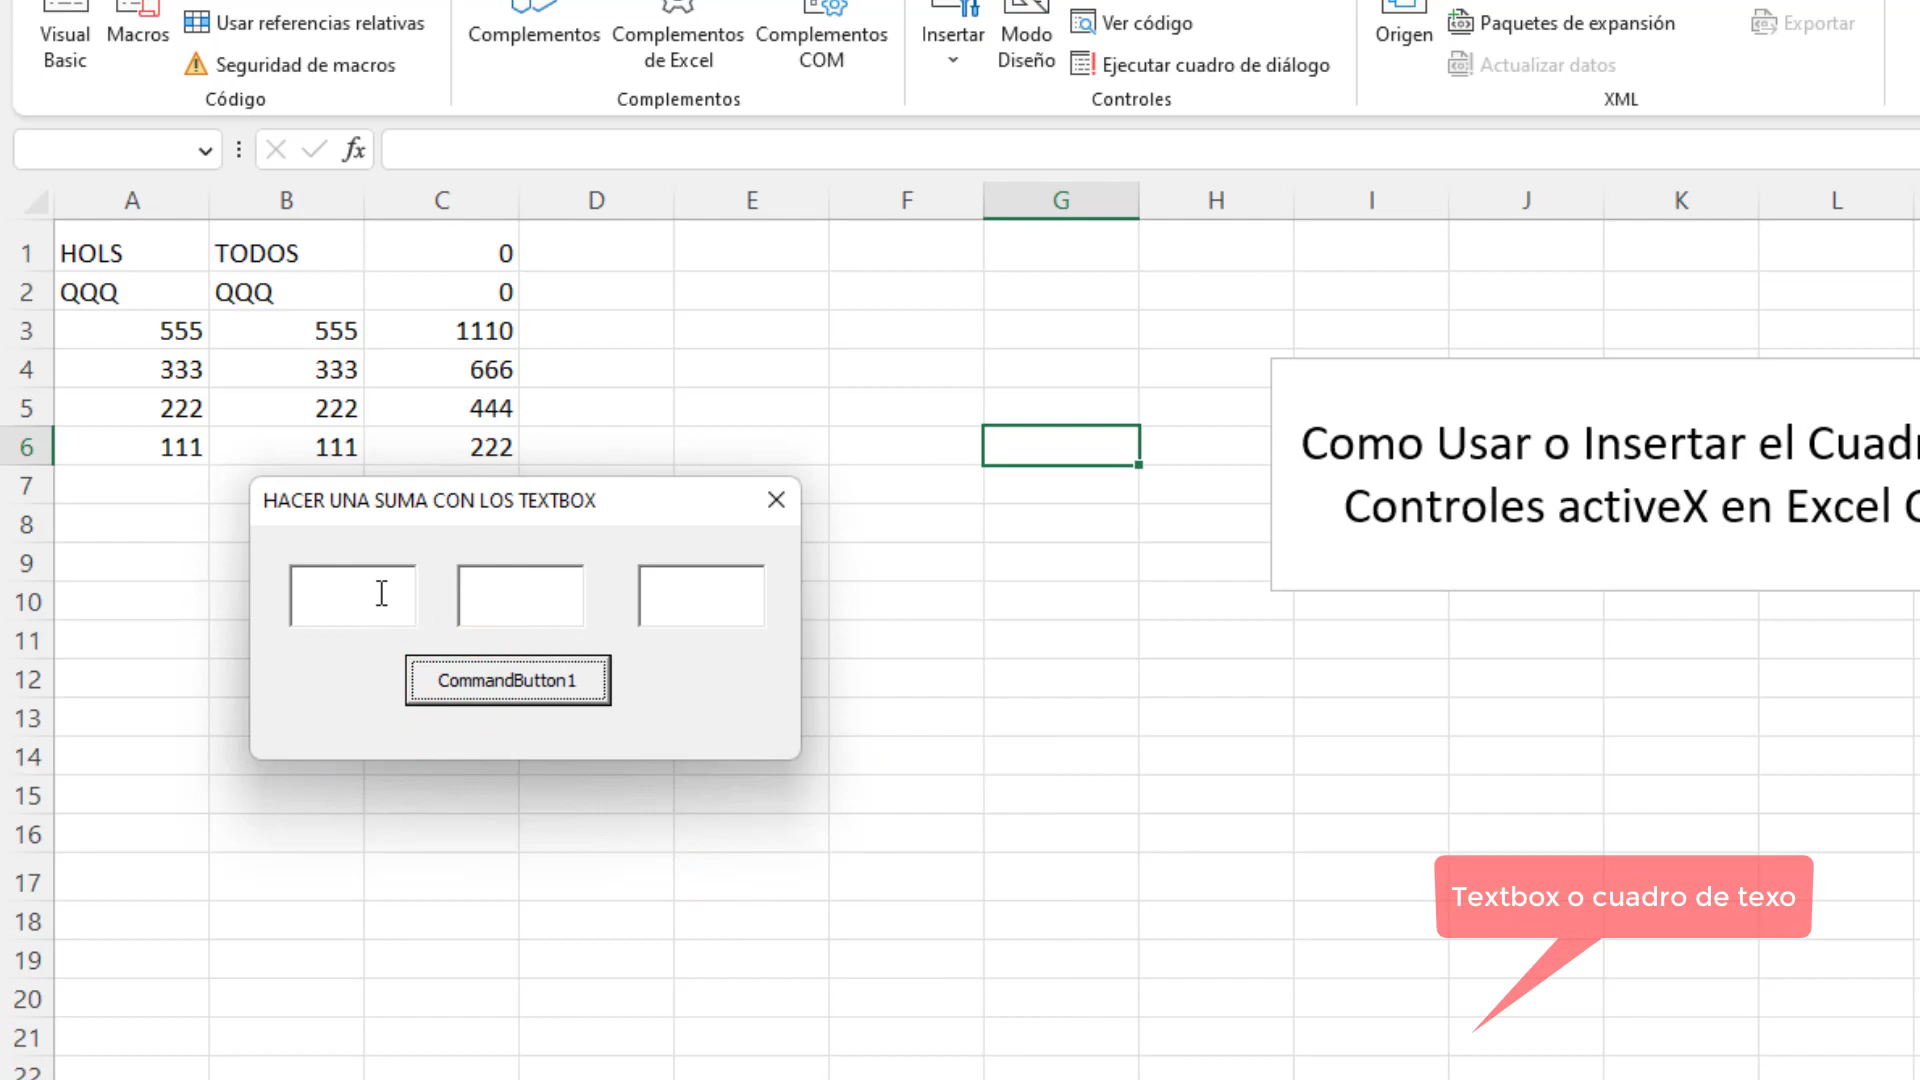 Visual Basic
Macros
Usar referencias relativas
Seguridad de macros
Código
Complementos
Complementos de Excel
Complementos COM
Complementos
Insertar
Modo Diseño
Ver código
Ejecutar cuadro de diálogo
Controles
Origen
Paquetes de expansión
Actualizar datos
Exportar
XML
fx
A B C D E F G H I J K L
1 HOLS TODOS 0
2 QQQ QQQ 0
3 555 555 1110
4 333 333 666
5 222 222 444
6 111 111 222
7
8
9
10
11
12
13
14
15
16
17
18
19
20
21
22
HACER UNA SUMA CON LOS TEXTBOX
CommandButton1
Como Usar o Insertar el Cuad
Controles activeX en Excel
Textbox o cuadro de texo